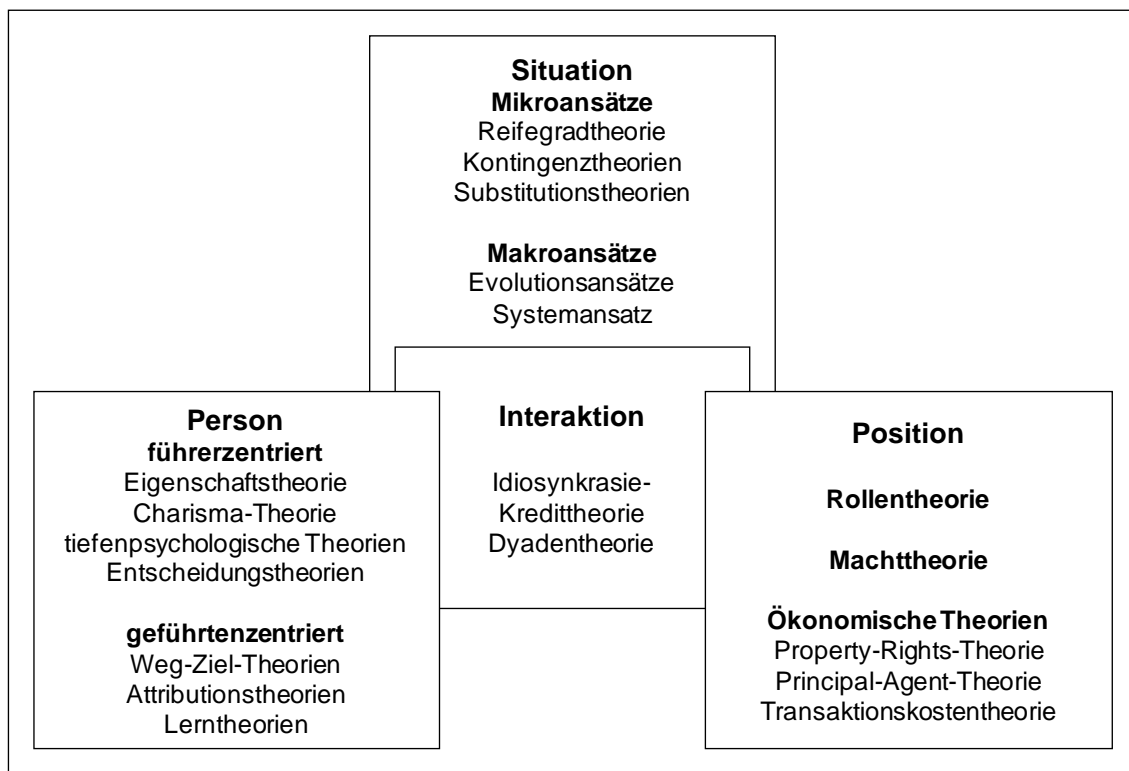 Situation
Mikroansätze
Reifegradtheorie
Kontingenztheorien
Substitutionstheorien
Makroansätze
Evolutionsansätze
Systemansatz
Person
führerzentriert
Eigenschaftstheorie
Charisma-Theorie
tiefenpsychologische Theorien
Entscheidungstheorien
geführtenzentriert
Weg-Ziel-Theorien
Attributionstheorien
Lerntheorien
Interaktion
Idiosynkrasie-
Kredittheorie
Dyadentheorie
Position
Rollentheorie
Machttheorie
Ökonomische Theorien
Property-Rights-Theorie
Principal-Agent-Theorie
Transaktionskostentheorie